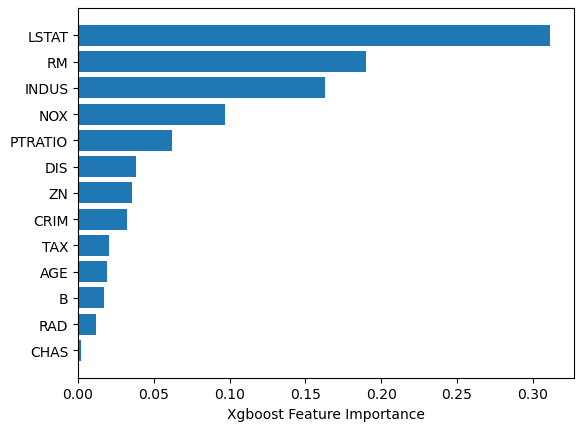 LSTAT
RM
INDUS
NOX
PTRATIO
DIS
ZN
CRIM
TAX
AGE
B
RAD
CHAS
0.00 0.05 0.10 0.15 0.20 0.25 0.30
Xgboost Feature Importance